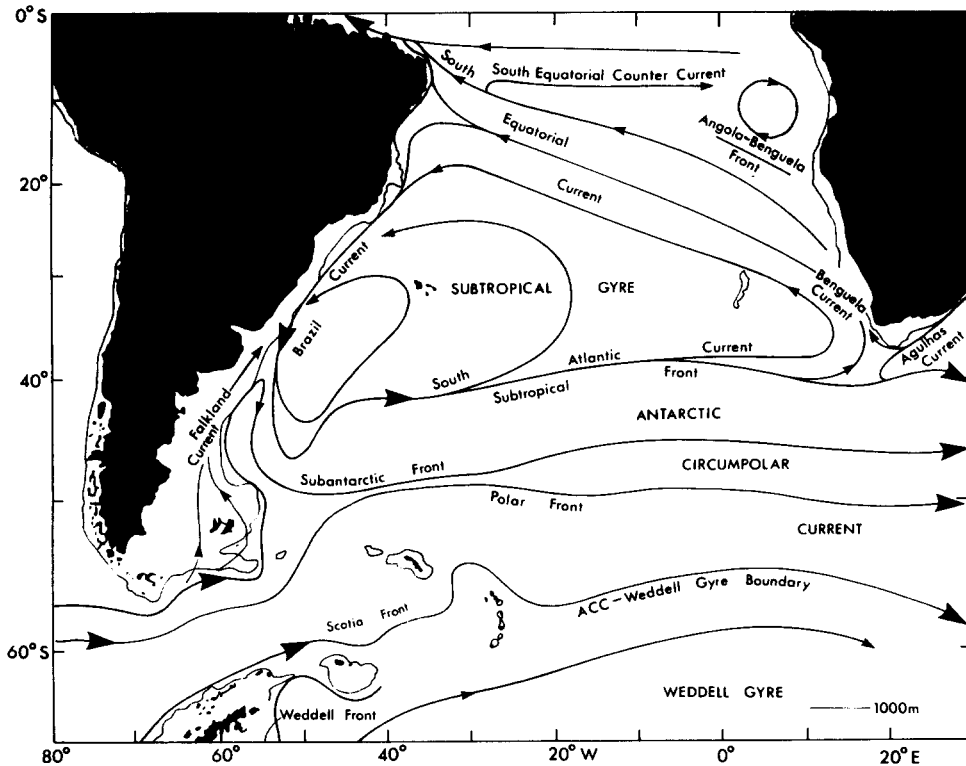 0°S
South
South Equatorial Counter Current
Equatorial
Angola-Benguela
Front
20°
Current
Current
SUBTROPICAL GYRE
Benguela
Current
Brazil
Agulhas
Current
South Atlantic Current
40°
Subtropical Front
Falkland
Current
ANTARCTIC
Subantarctic Front
CIRCUMPOLAR
Polar Front
CURRENT
ACC-Weddell Gyre Boundary
Scotia Front
60°S
WEDDELL GYRE
Weddell Front
1000m
80° 60° 40° 20°W 0° 20°E